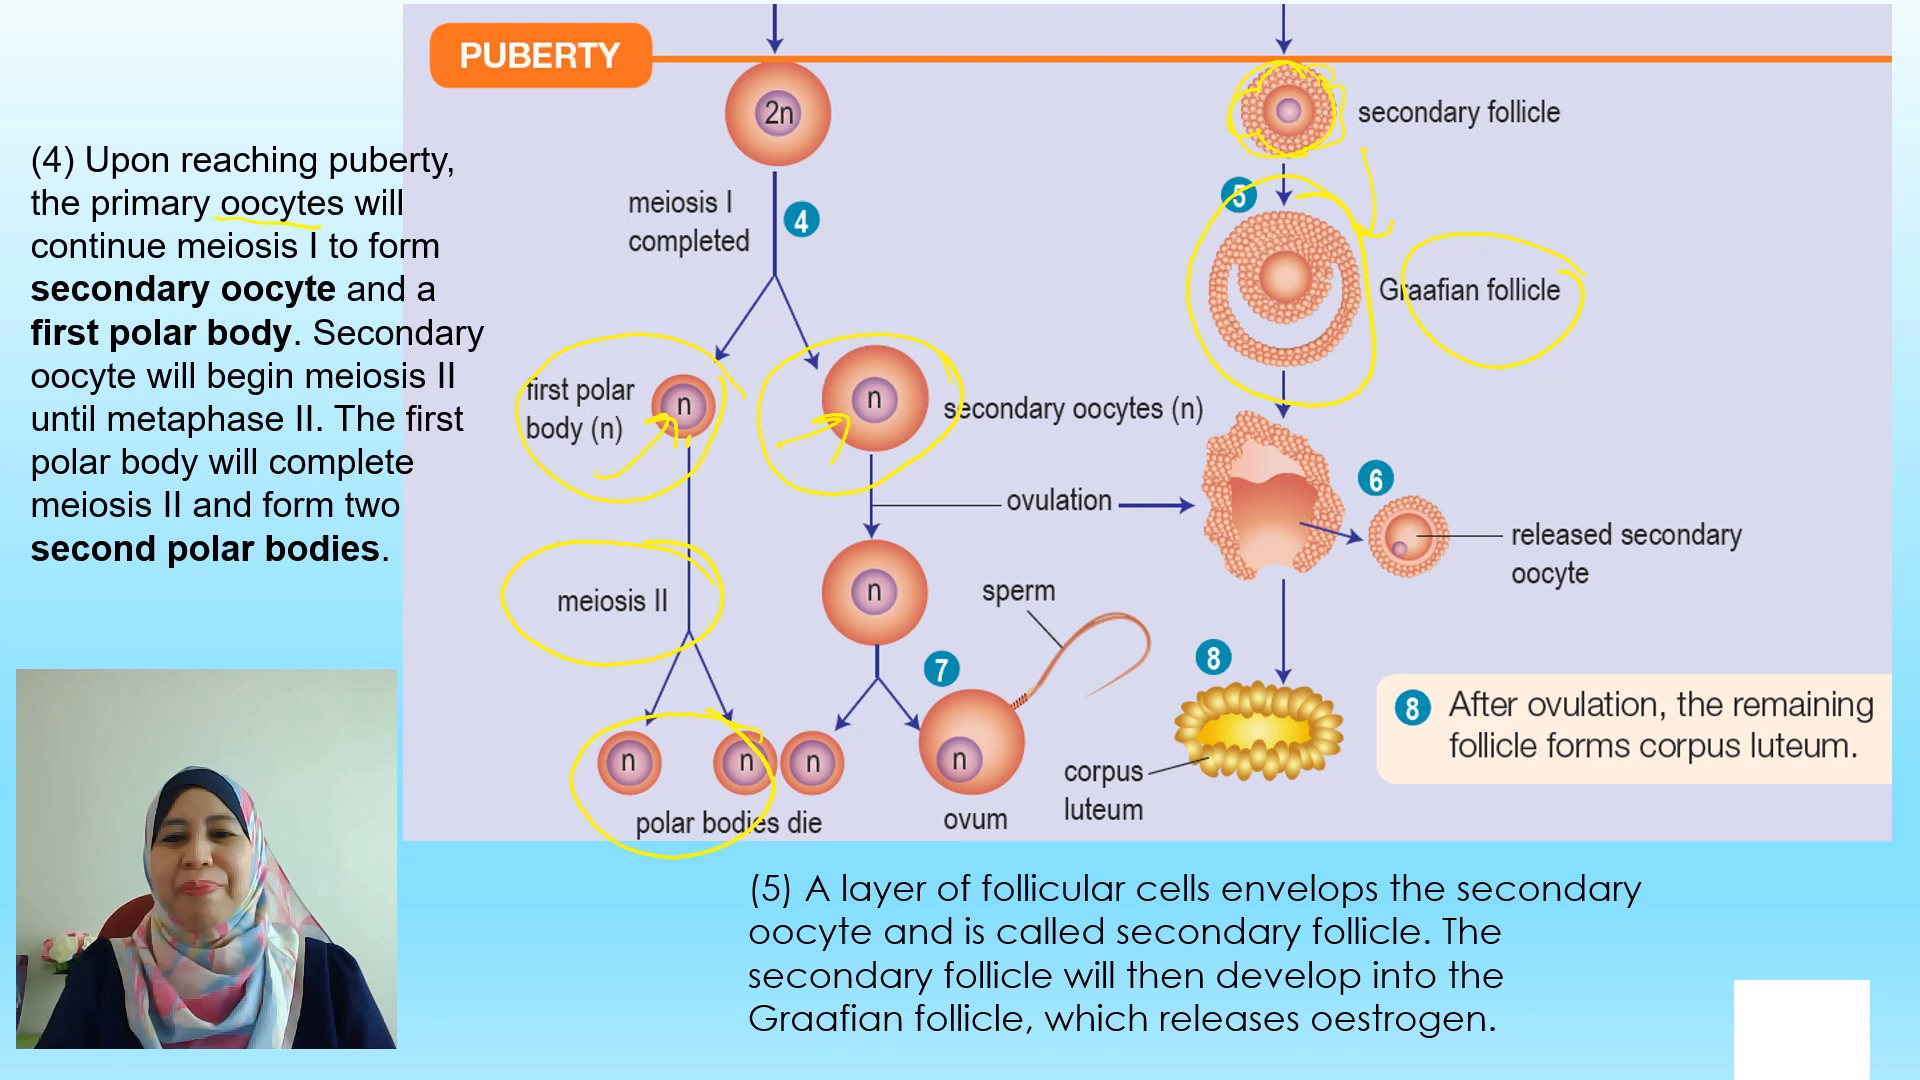 PUBERTY
2n
secondary follicle
(4) Upon reaching puberty,
the primary oocytes will
continue meiosis I to form
secondary oocyte and a
first polar body. Secondary
oocyte will begin meiosis II
until metaphase II. The first
polar body will complete
meiosis II and form two
second polar bodies.
meiosis I
completed
4
5
Graafian follicle
first polar
body (n)
n
n
secondary oocytes (n)
ovulation
6
released secondary
oocyte
meiosis II
n
sperm
7
8
n
n
n
n
polar bodies die
ovum
corpus
luteum
8 After ovulation, the remaining
follicle forms corpus luteum.
(5) A layer of follicular cells envelops the secondary
oocyte and is called secondary follicle. The
secondary follicle will then develop into the
Graafian follicle, which releases oestrogen.